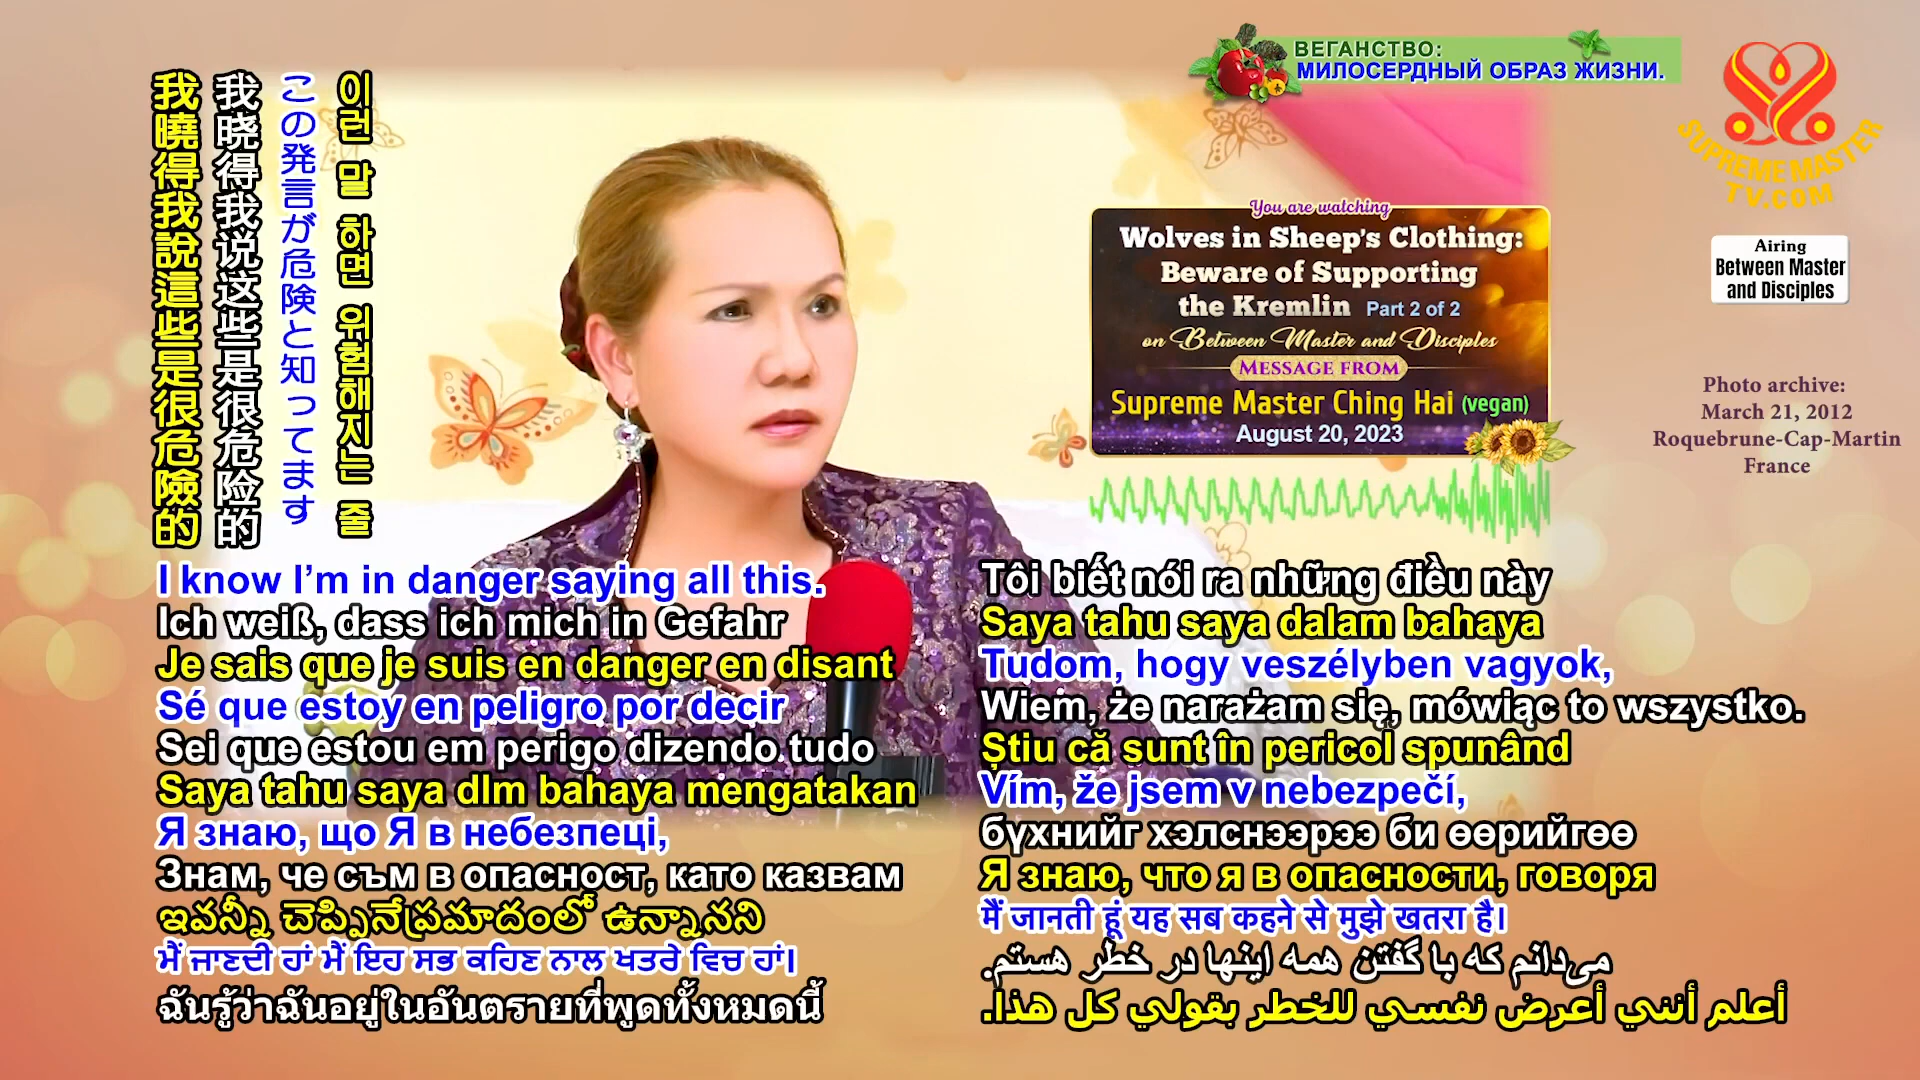 ВЕГАНСТВО:
МИЛОСЕРДНЫЙ ОБРАЗ ЖИЗНИ.
SUPREME MASTER
TV.COM
Airing
Between Master
and Disciples
Photo archive:
March 21, 2012
Roquebrune-Cap-Martin
France
You are watching
Wolves in Sheep's Clothing:
Beware of Supporting
the Kremlin Part 2 of 2
on Between Master and Disciples
MESSAGE FROM
Supreme Master Ching Hai (vegan)
August 20, 2023
我曉得我說這些是很危險的
我晓得我说这些是很危险的
この発言が危険と知ってます
이런 말 하면 위험해지는 줄
I know I’m in danger saying all this.
Ich weiß, dass ich mich in Gefahr
Je sais que je suis en danger en disant
Sé que estoy en peligro por decir
Sei que estou em perigo dizendo tudo
Saya tahu saya dlm bahaya mengatakan
Я знаю, що Я в небезпеці,
Знам, че съм в опасност, като казвам
ఇవన్నీ చెప్పినేప్రమాదంలో ఉన్నానని
ਮੈਂ ਜਾਣਦੀ ਹਾਂ ਮੈਂ ਇਹ ਸਭ ਕਹਿਣ ਨਾਲ ਖਤਰੇ ਵਿਚ ਹਾਂ।
ฉันรู้ว่าฉันอยู่ในอันตรายที่พูดทั้งหมดนี้
Tôi biết nói ra những điều này
Saya tahu saya dalam bahaya
Tudom, hogy veszélyben vagyok,
Wiem, że narażam się, mówiąc to wszystko.
Știu că sunt în pericol spunând
Vím, že jsem v nebezpečí,
бүхнийг хэлснээрээ би өөрийгөө
Я знаю, что я в опасности, говоря
मैं जानती हूं यह सब कहने से मुझे खतरा है।
می‌دانم که با گفتن همه اینها در خطر هستم.
أعلم أنني أعرض نفسي للخطر بقولي كل هذا.